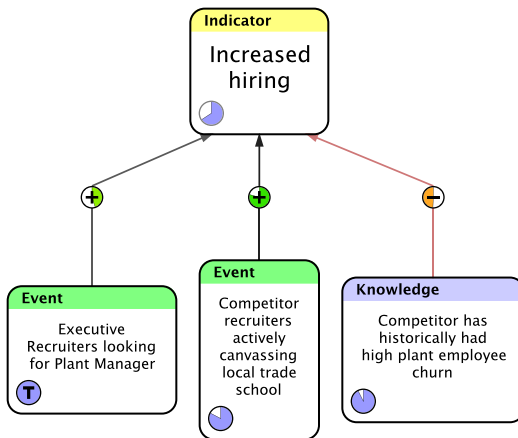 Indicator
Increased
hiring
+
+
−
Event
Executive
Recruiters looking
for Plant Manager
T
Event
Competitor
recruiters
actively
canvassing
local trade
school
Knowledge
Competitor has
historically had
high plant employee
churn